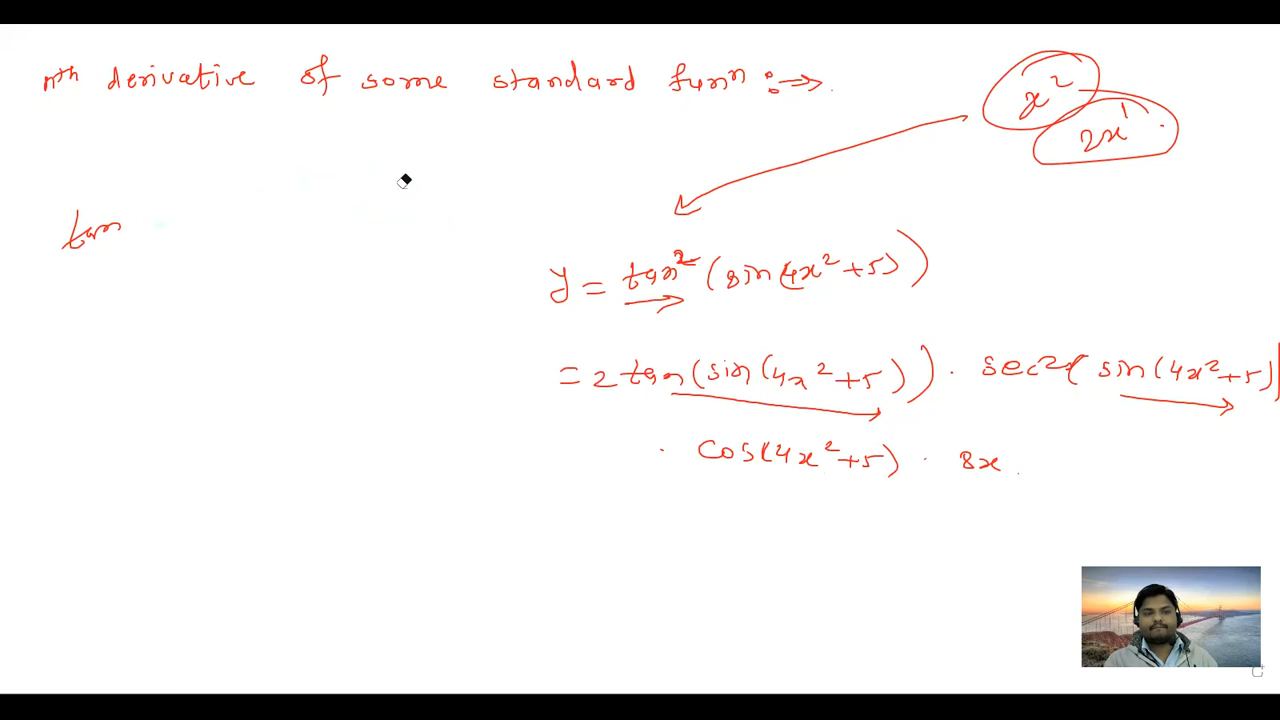 nth derivative of some standard funn :→
x²
2x¹
tan
y = tan² (sin(4x²+5))
= 2 tan(sin(4x²+5)) . sec2( sin(4x²+5))
. cos(4x²+5) . 8x